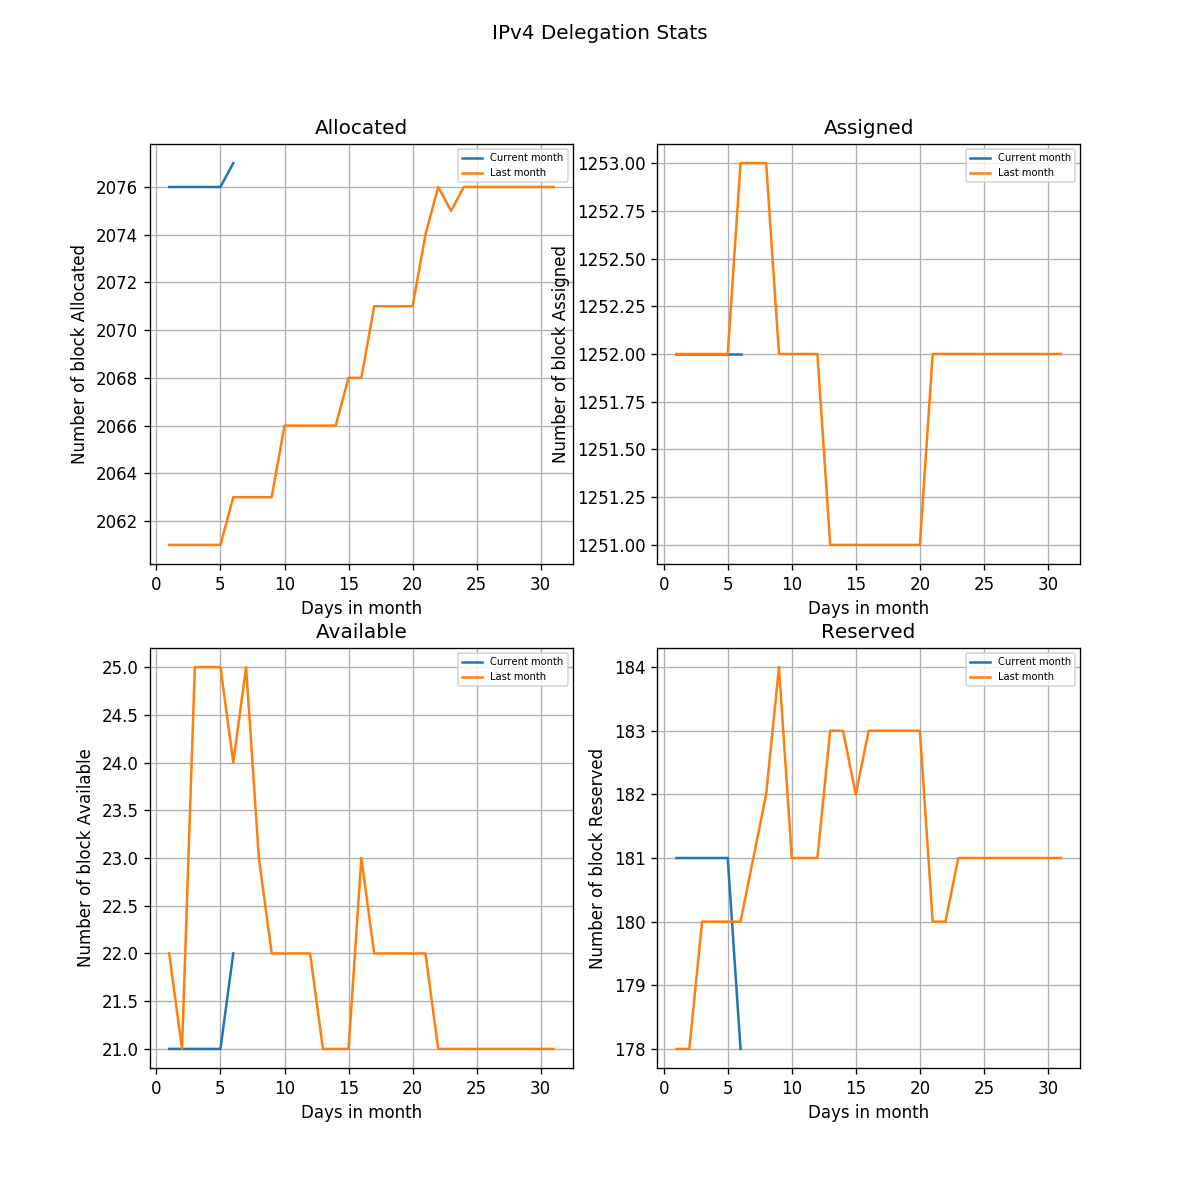 IPv4 Delegation Stats
Allocated
Current month
Last month
Number of block Allocated
2076
2074
2072
2070
2068
2066
2064
2062
0 5 10 15 20 25 30
Days in month
Assigned
Current month
Last month
Number of block Assigned
1253.00
1252.75
1252.50
1252.25
1252.00
1251.75
1251.50
1251.25
1251.00
0 5 10 15 20 25 30
Days in month
Available
Current month
Last month
Number of block Available
25.0
24.5
24.0
23.5
23.0
22.5
22.0
21.5
21.0
0 5 10 15 20 25 30
Days in month
Reserved
Current month
Last month
Number of block Reserved
184
183
182
181
180
179
178
0 5 10 15 20 25 30
Days in month